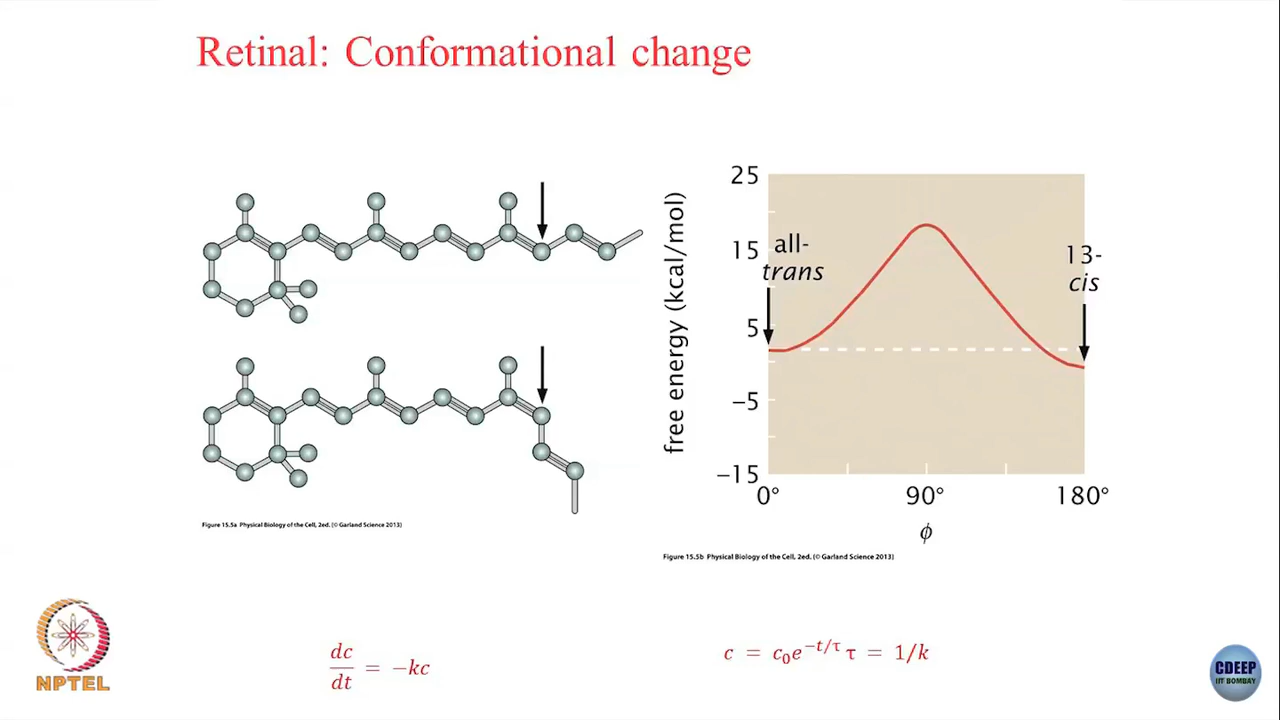 Retinal: Conformational change
25
15
5
−5
−15
free energy (kcal/mol)
all-
trans
13-
cis
0°
90°
180°
ϕ
Figure 15.5a Physical Biology of the Cell, 2ed. (© Garland Science 2013)
Figure 15.5b Physical Biology of the Cell, 2ed. (© Garland Science 2013)
dc/dt = −kc
c = c₀e^{−t/τ} τ = 1/k
NPTEL
CDEEP
IIT BOMBAY